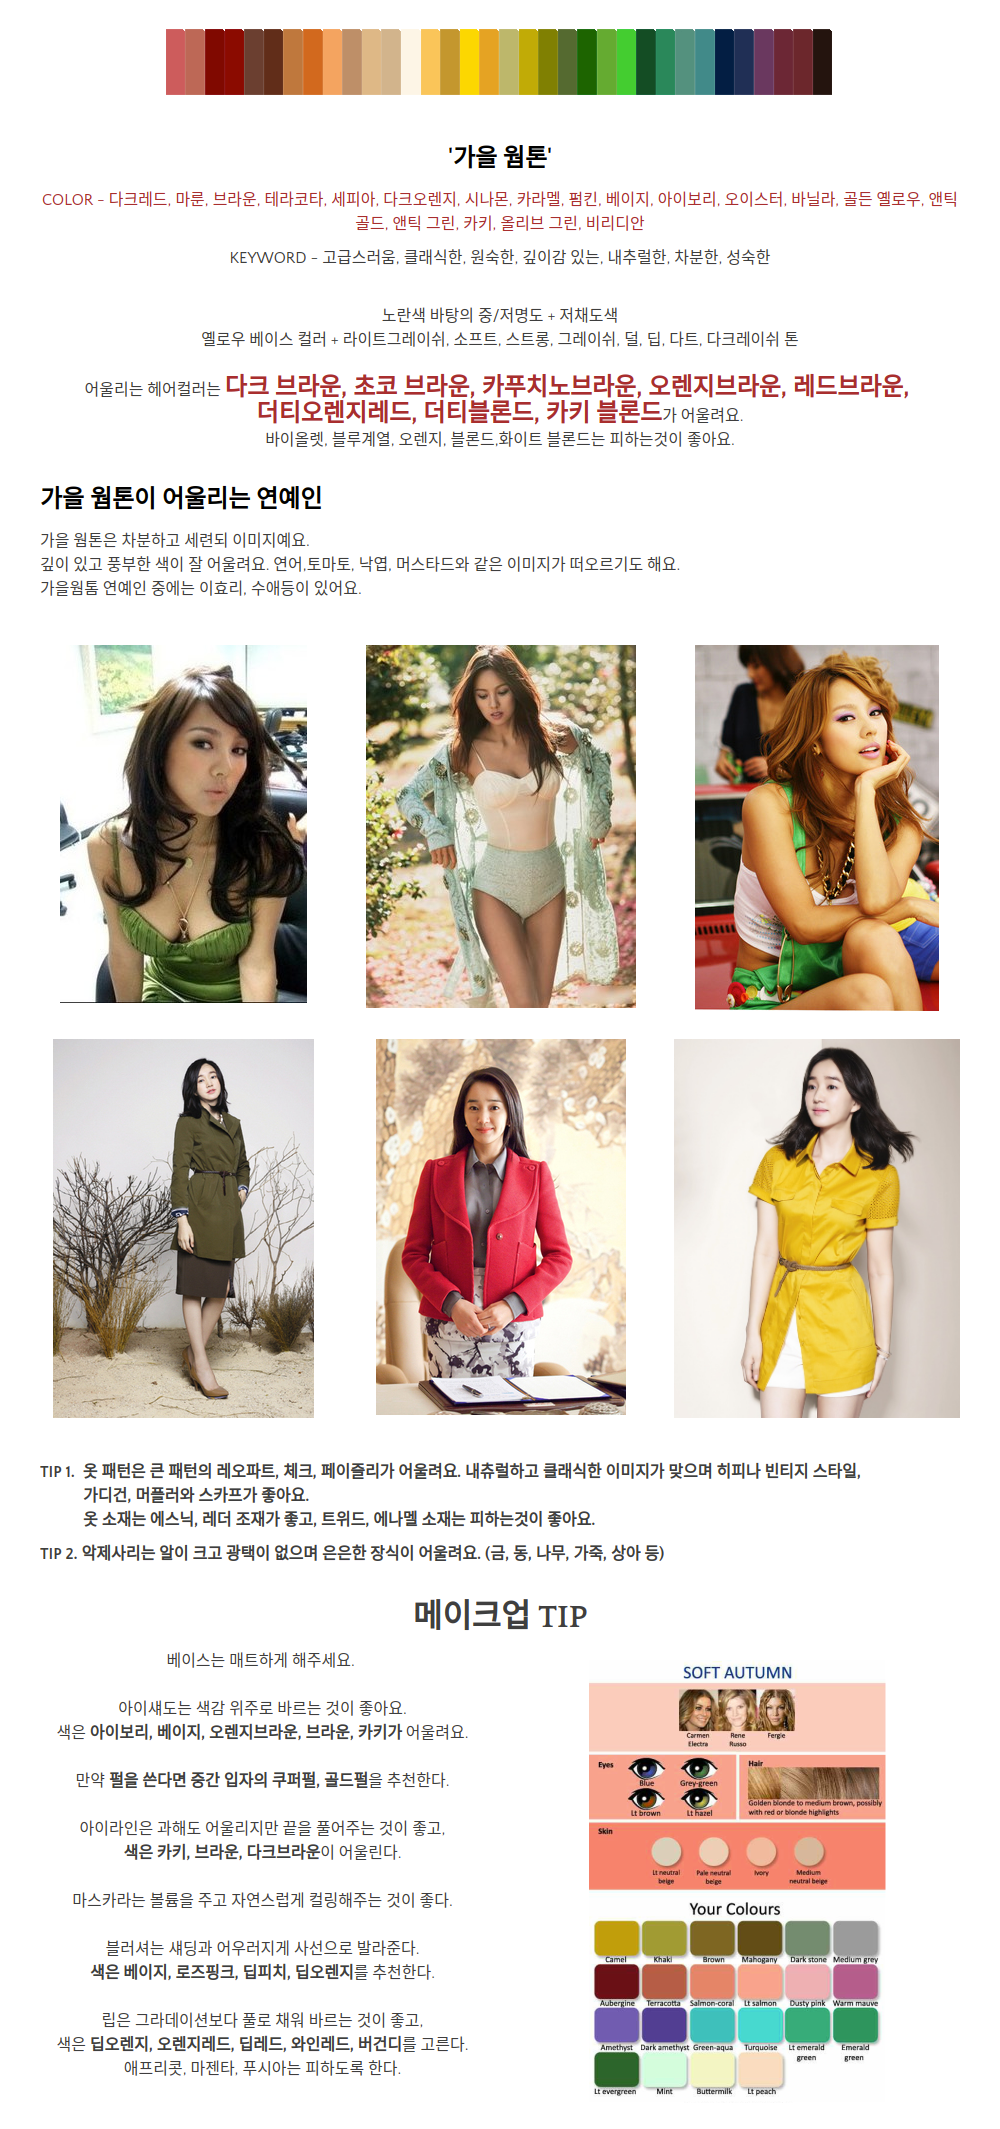 '가을 웜톤'
COLOR - 다크레드, 마룬, 브라운, 테라코타, 세피아, 다크오렌지, 시나몬, 카라멜, 펌킨, 베이지, 아이보리, 오이스터, 바닐라, 골든 옐로우, 앤틱
골드, 앤틱 그린, 카키, 올리브 그린, 비리디안
KEYWORD - 고급스러움, 클래식한, 원숙한, 깊이감 있는, 내추럴한, 차분한, 성숙한
노란색 바탕의 중/저명도 + 저채도색
옐로우 베이스 컬러 + 라이트그레이쉬, 소프트, 스트롱, 그레이쉬, 덜, 딥, 다트, 다크레이쉬 톤
어울리는 헤어컬러는 다크 브라운, 초코 브라운, 카푸치노브라운, 오렌지브라운, 레드브라운,
더티오렌지레드, 더티블론드, 카키 블론드가 어울려요.
바이올렛, 블루계열, 오렌지, 블론드,화이트 블론드는 피하는것이 좋아요.
가을 웜톤이 어울리는 연예인
가을 웜톤은 차분하고 세련되 이미지예요.
깊이 있고 풍부한 색이 잘 어울려요. 연어,토마토, 낙엽, 머스타드와 같은 이미지가 떠오르기도 해요.
가을웜톰 연예인 중에는 이효리, 수애등이 있어요.
TIP 1. 옷 패턴은 큰 패턴의 레오파트, 체크, 페이즐리가 어울려요. 내츄럴하고 클래식한 이미지가 맞으며 히피나 빈티지 스타일,
가디건, 머플러와 스카프가 좋아요.
옷 소재는 에스닉, 레더 조재가 좋고, 트위드, 에나멜 소재는 피하는것이 좋아요.
TIP 2. 악제사리는 알이 크고 광택이 없으며 은은한 장식이 어울려요. (금, 동, 나무, 가죽, 상아 등)
메이크업 TIP
베이스는 매트하게 해주세요.
아이섀도는 색감 위주로 바르는 것이 좋아요.
색은 아이보리, 베이지, 오렌지브라운, 브라운, 카키가 어울려요.
만약 펄을 쓴다면 중간 입자의 쿠퍼펄, 골드펄을 추천한다.
아이라인은 과해도 어울리지만 끝을 풀어주는 것이 좋고,
색은 카키, 브라운, 다크브라운이 어울린다.
마스카라는 볼륨을 주고 자연스럽게 컬링해주는 것이 좋다.
블러셔는 섀딩과 어우러지게 사선으로 발라준다.
색은 베이지, 로즈핑크, 딥피치, 딥오렌지를 추천한다.
립은 그라데이션보다 풀로 채워 바르는 것이 좋고,
색은 딥오렌지, 오렌지레드, 딥레드, 와인레드, 버건디를 고른다.
애프리콧, 마젠타, 푸시아는 피하도록 한다.
SOFT AUTUMN
Carmen Electra Rene Russo Fergie
Eyes
Blue Grey-green
Lt brown Lt hazel
Hair
Golden blonde to medium brown, possibly
with red or blonde highlights
Skin
Lt neutral beige Pale neutral beige Ivory Medium neutral beige
Your Colours
Camel Khaki Brown Mahogany Dark stone Medium grey
Aubergine Terracotta Salmon-coral Lt salmon Dusty pink Warm mauve
Amethyst Dark amethyst Green-aqua Turquoise Lt emerald green Emerald green
Lt evergreen Mint Buttermilk Lt peach